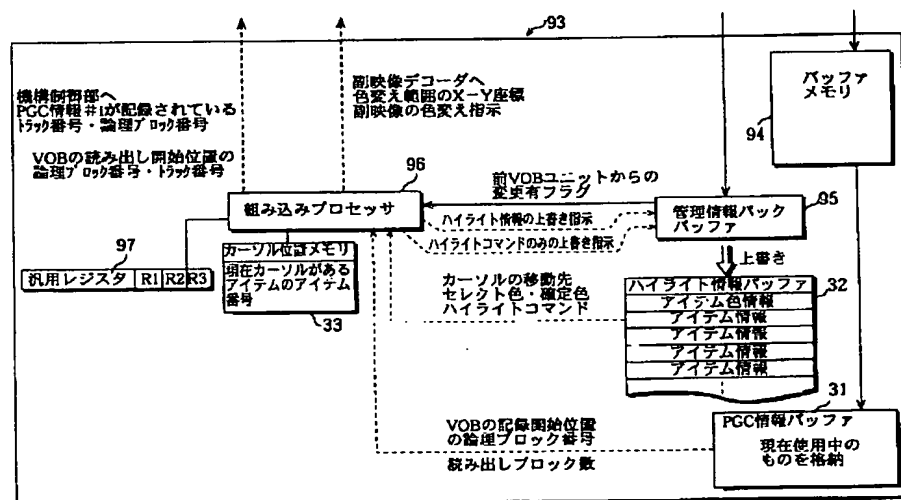 93
機構制御部へ
PGC情報#1が記録されている
トラック番号・論理ブロック番号
VOBの読み出し開始位置の
論理ブロック番号・トラック番号
副映像デコーダへ
色変え範囲のX-Y座標
副映像の色変え指示
バッファ
メモリ
94
96
組み込みプロセッサ
前VOBユニットからの
変更有フラグ
ハイライト情報の上書き指示
ハイライトコマンドのみの上書き指示
95
管理情報パック
バッファ
上書き
97
汎用レジスタ R1 R2 R3
カーソル位置メモリ
現在カーソルがある
アイテムのアイテム
番号
33
カーソルの移動先
セレクト色・確定色
ハイライトコマンド
32
ハイライト情報バッファ
アイテム色情報
アイテム情報
アイテム情報
アイテム情報
アイテム情報
31
PGC情報バッファ
現在使用中の
ものを格納
VOBの記録開始位置
の論理ブロック番号
読み出しブロック数